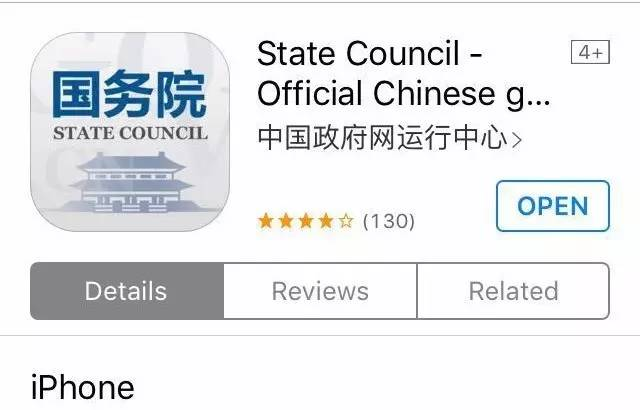 国务院
STATE COUNCIL
State Council -
Official Chinese g...
4+
中国政府网运行中心>
★★★★☆ (130)
OPEN
Details
Reviews
Related
iPhone